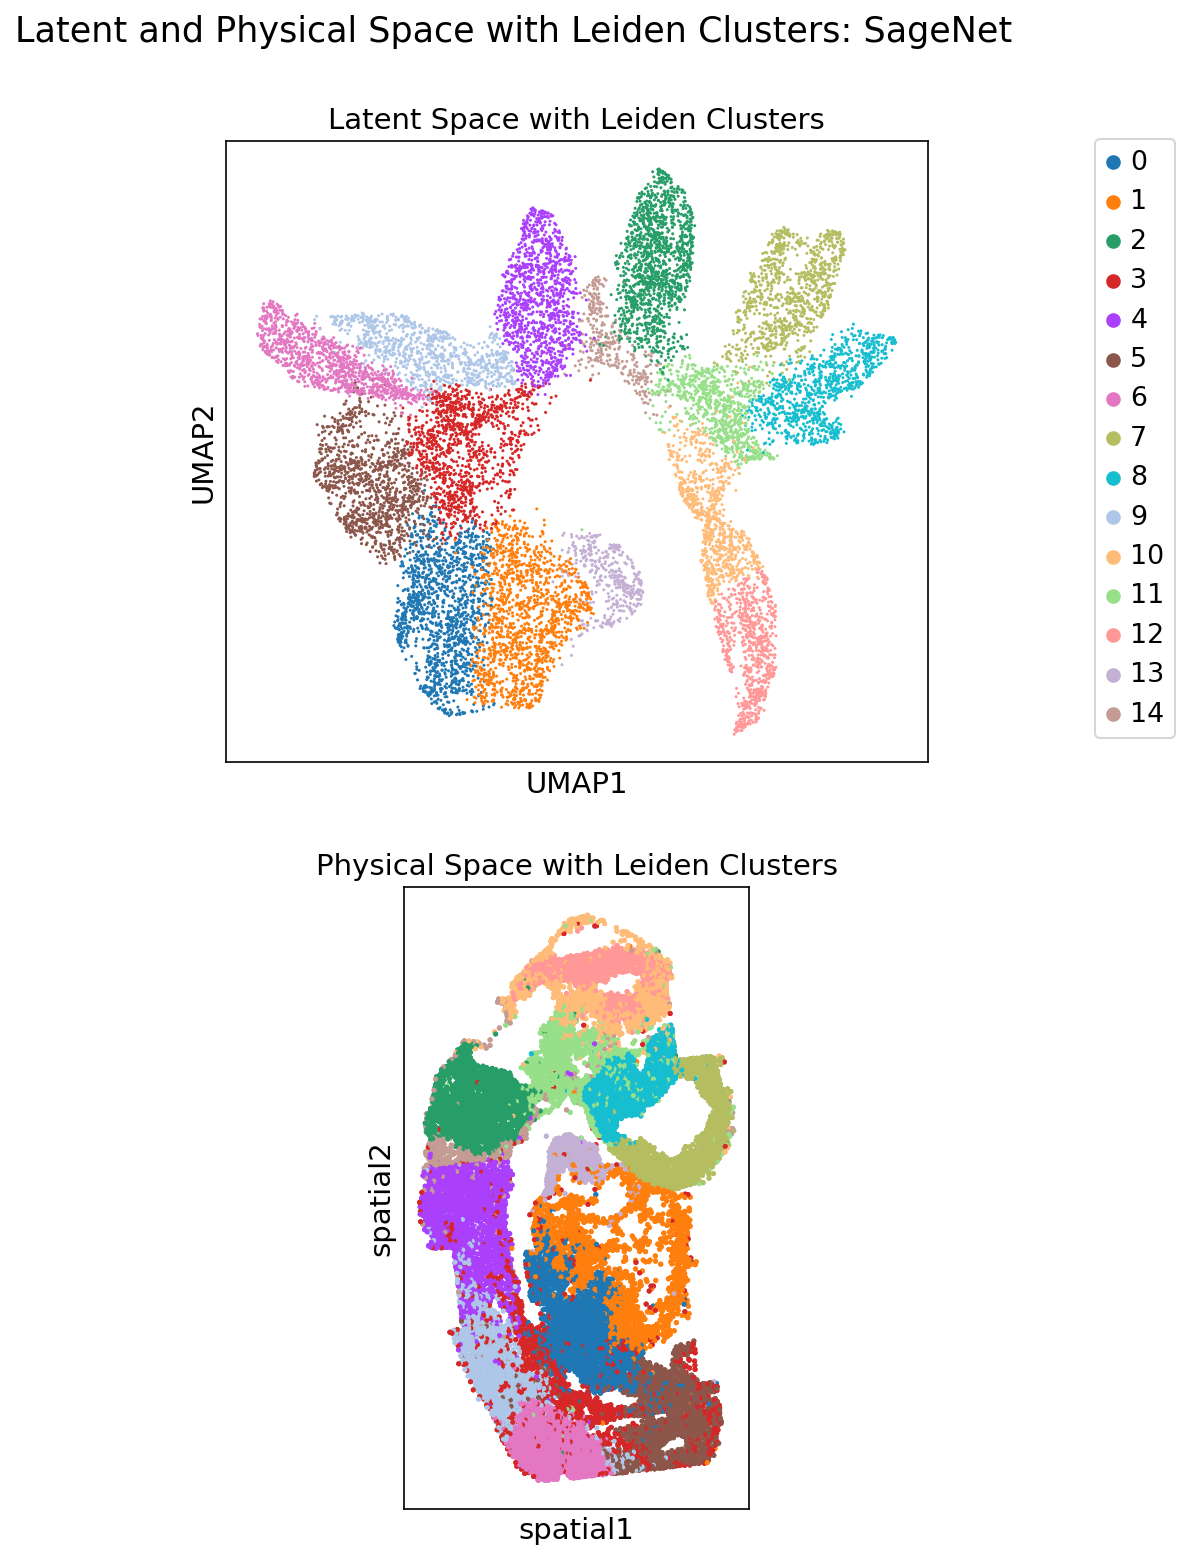 Latent and Physical Space with Leiden Clusters: SageNet
Latent Space with Leiden Clusters
UMAP2
UMAP1
0
1
2
3
4
5
6
7
8
9
10
11
12
13
14
Physical Space with Leiden Clusters
spatial2
spatial1